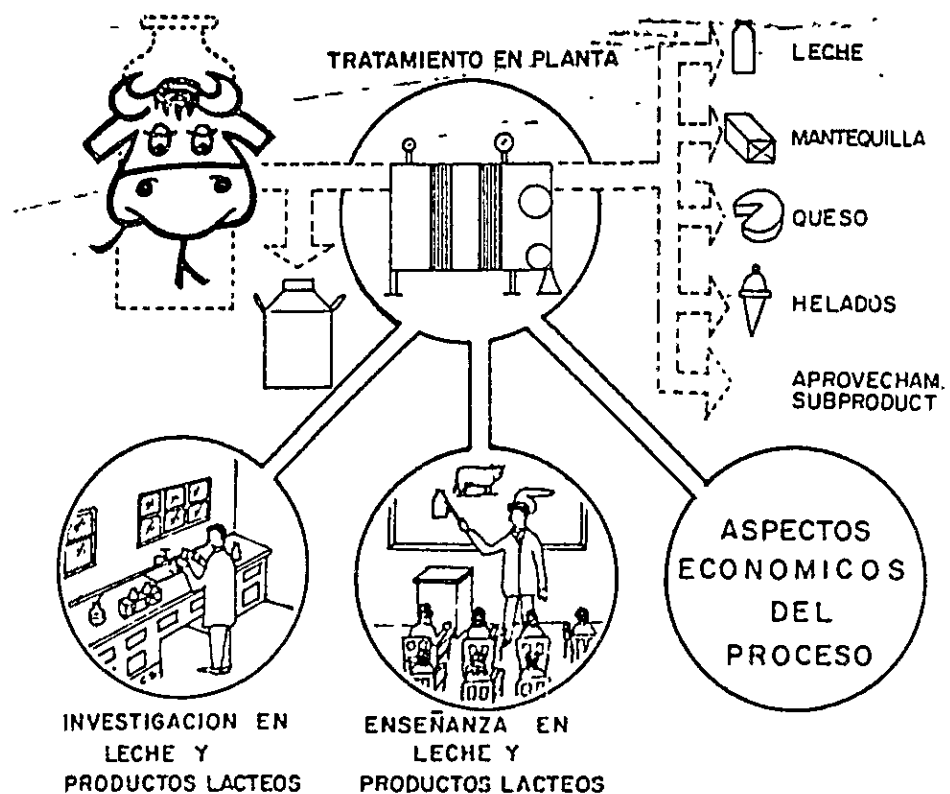 TRATAMIENTO EN PLANTA
LECHE
MANTEQUILLA
QUESO
HELADOS
APROVECHAM.
SUBPRODUCT
ASPECTOS
ECONOMICOS
DEL
PROCESO
INVESTIGACION EN
LECHE Y
PRODUCTOS LACTEOS
ENSEÑANZA EN
LECHE Y
PRODUCTOS LACTEOS